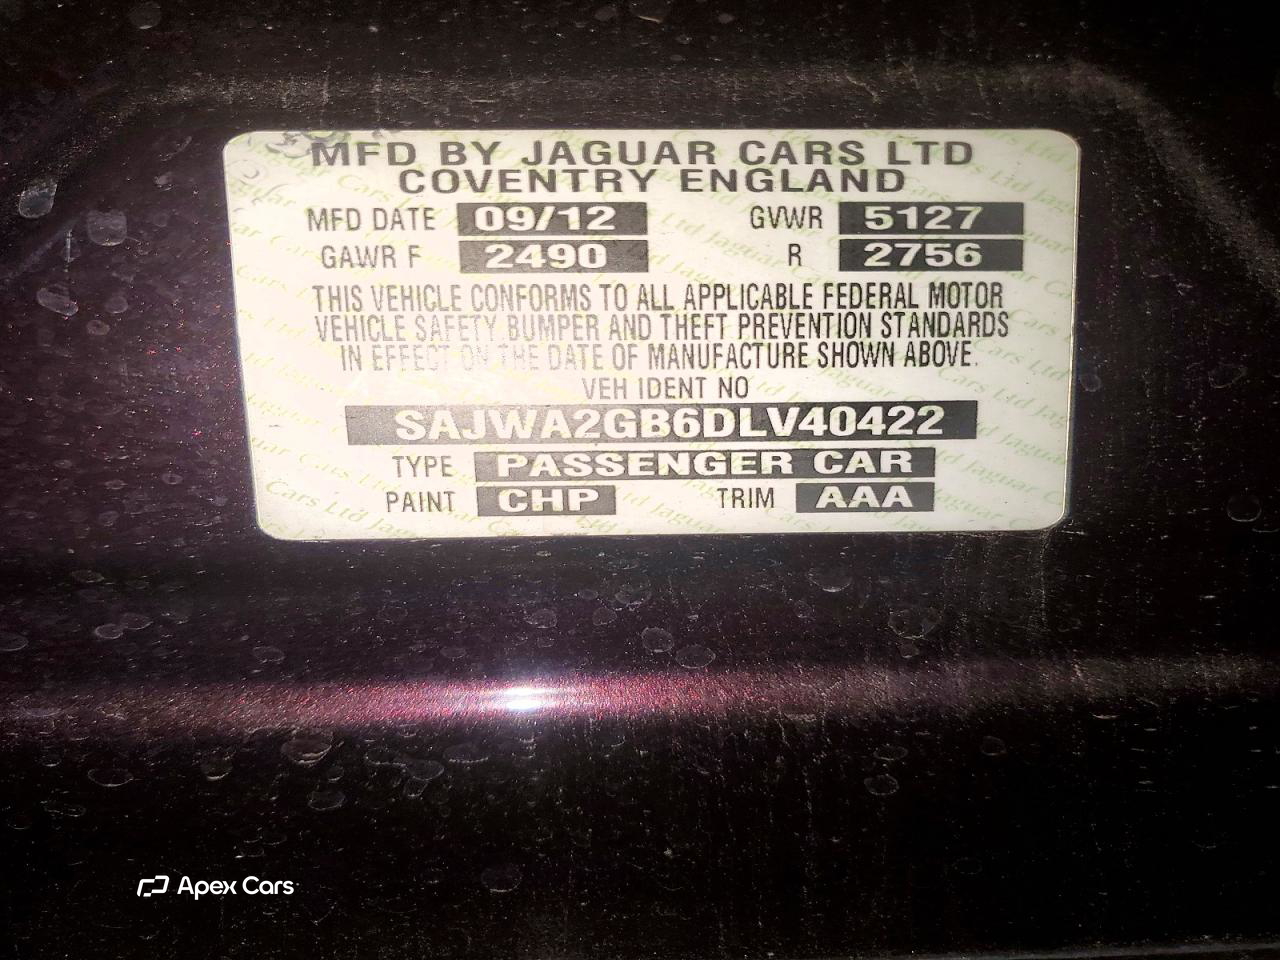 MFD BY JAGUAR CARS LTD
COVENTRY ENGLAND
MFD DATE 09/12 GVWR 5127
GAWR F 2490 R 2756
THIS VEHICLE CONFORMS TO ALL APPLICABLE FEDERAL MOTOR
VEHICLE SAFETY BUMPER AND THEFT PREVENTION STANDARDS
IN EFFECT ON THE DATE OF MANUFACTURE SHOWN ABOVE.
VEH IDENT NO
SAJWA2GB6DLV40422
TYPE PASSENGER CAR
PAINT CHP TRIM AAA
Apex Cars